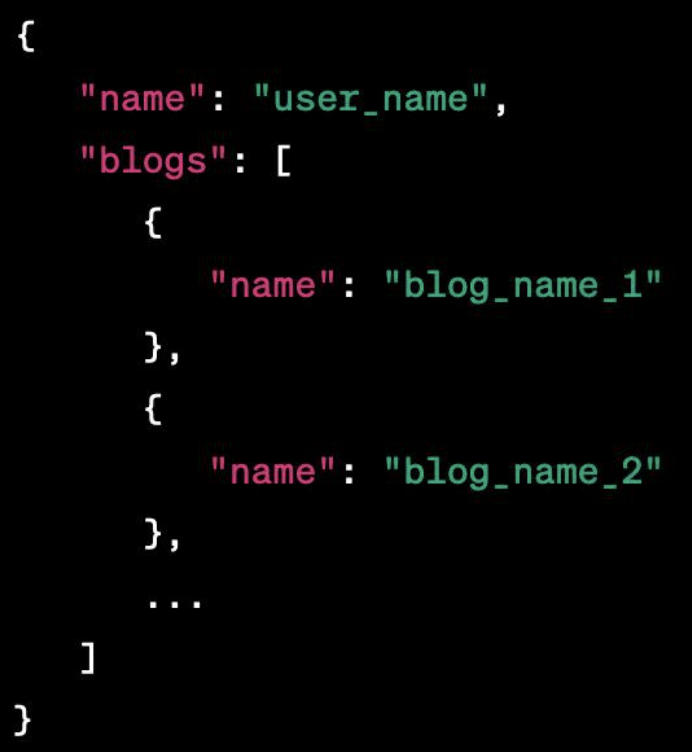 {
"name": "user_name",
"blogs": [
{
"name": "blog_name_1"
},
{
"name": "blog_name_2"
},
...
]
}